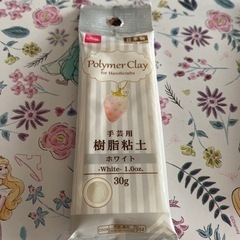 Polymer Clay
for Handicrafts
手芸用
樹脂粘土
ホワイト
-White- 1.0oz.
30g